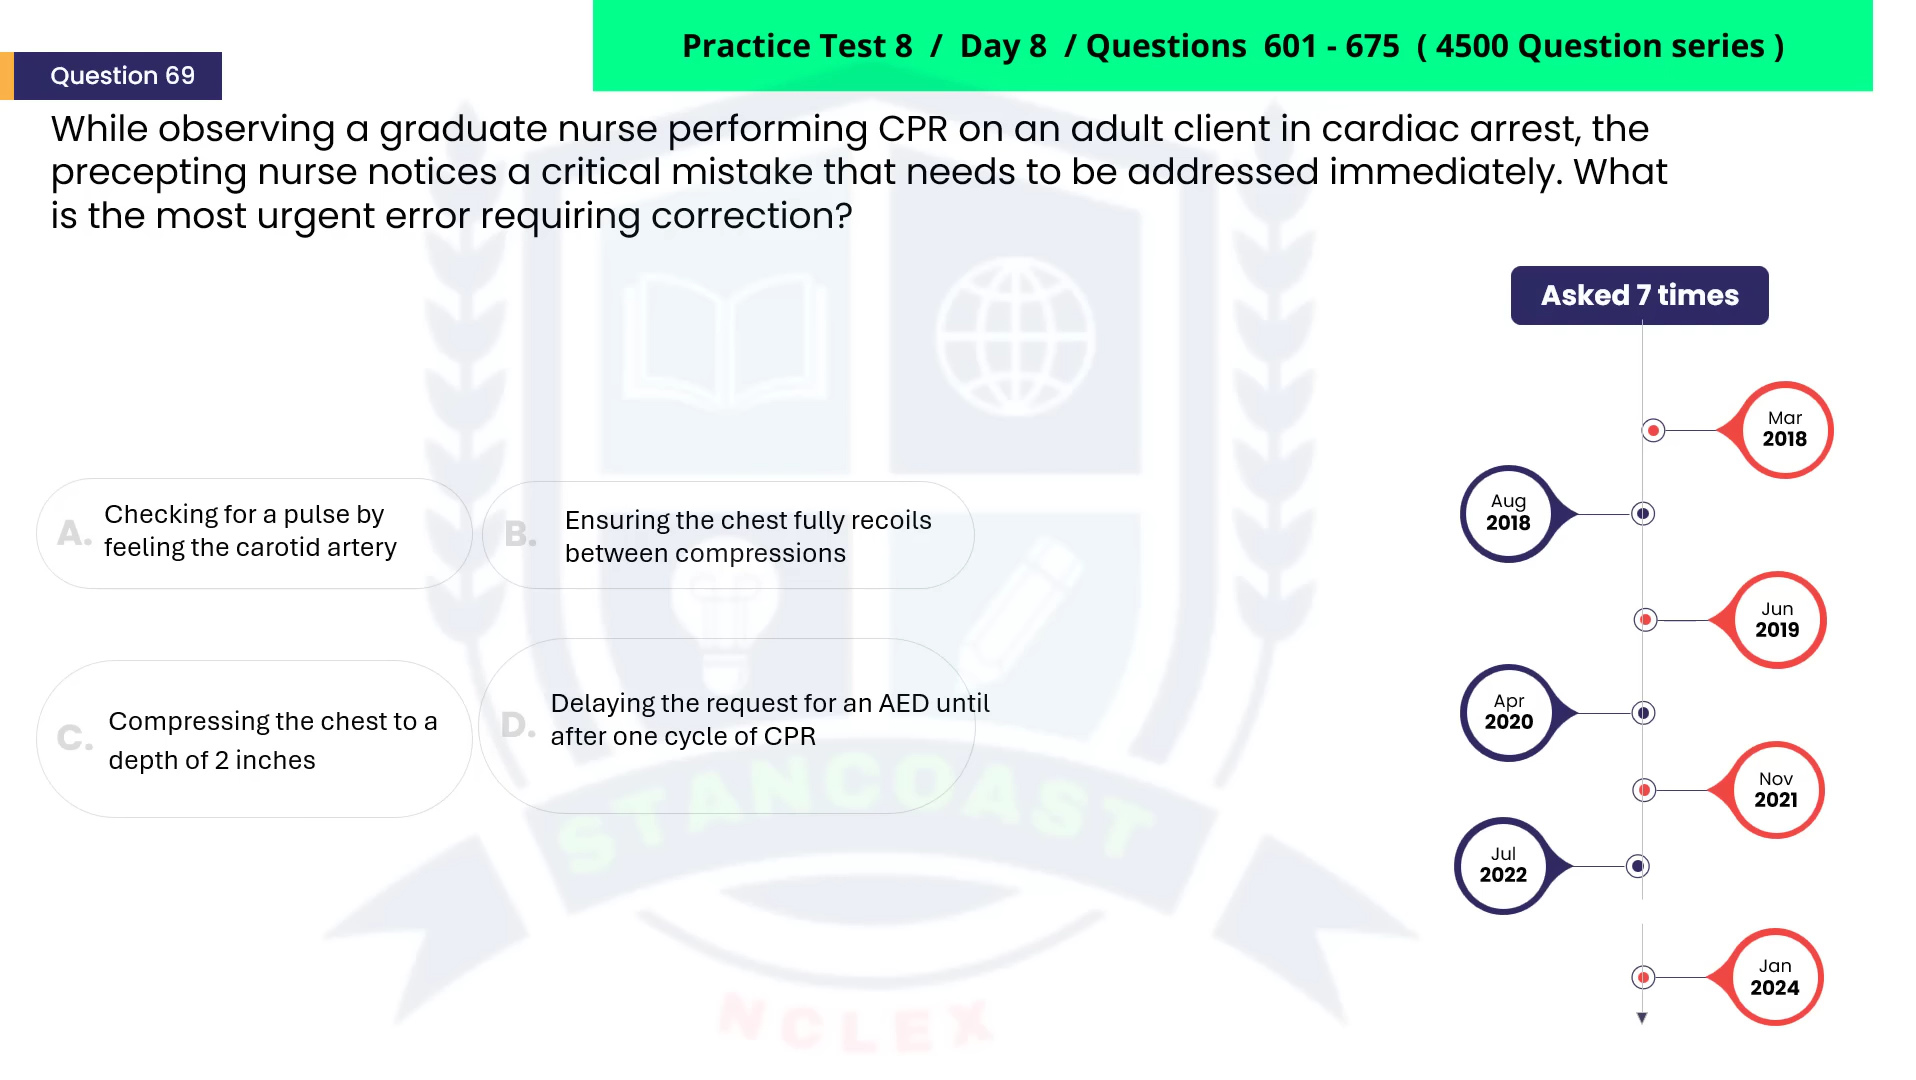 Practice Test 8 / Day 8 / Questions 601 - 675 ( 4500 Question series )
Question 69
While observing a graduate nurse performing CPR on an adult client in cardiac arrest, the
precepting nurse notices a critical mistake that needs to be addressed immediately. What
is the most urgent error requiring correction?
A. Checking for a pulse by
feeling the carotid artery
B. Ensuring the chest fully recoils
between compressions
C. Compressing the chest to a
depth of 2 inches
D. Delaying the request for an AED until
after one cycle of CPR
Asked 7 times
Mar
2018
Aug
2018
Jun
2019
Apr
2020
Nov
2021
Jul
2022
Jan
2024
STANCOAST
NCLEX